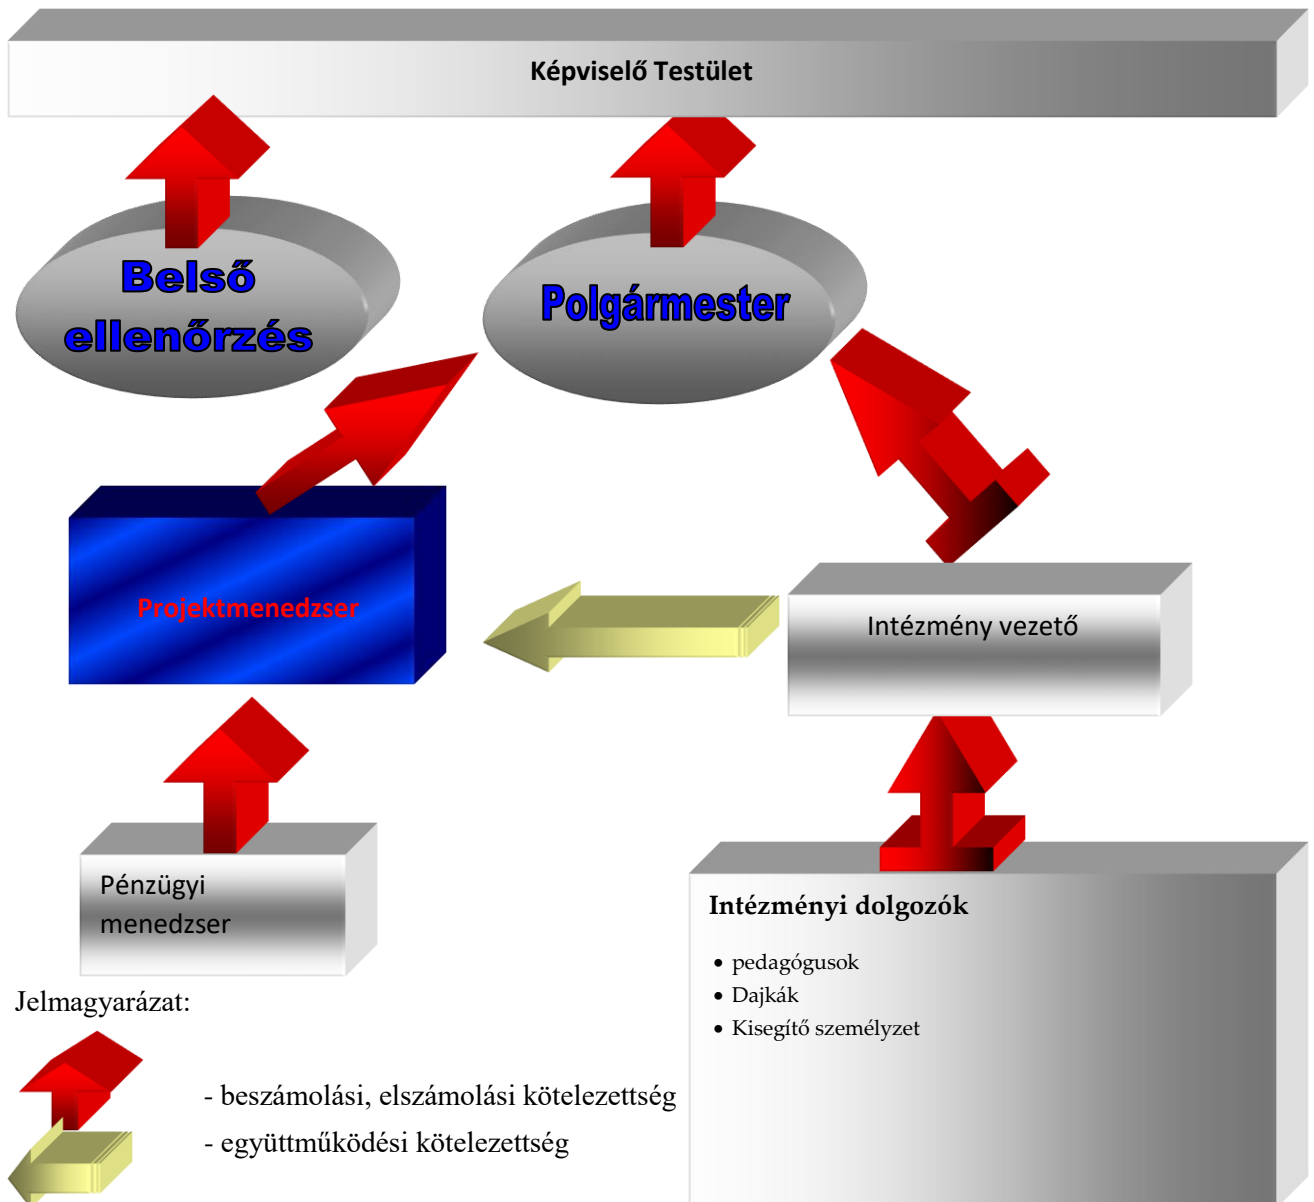 Képviselő Testület
Belső
ellenőrzés
Polgármester
Projektmenedzser
Intézmény vezető
Pénzügyi
menedzser
Intézményi dolgozók
• pedagógusok
• Dajkák
• Kisegítő személyzet
Jelmagyarázat:
- beszámolási, elszámolási kötelezettség
- együttműködési kötelezettség